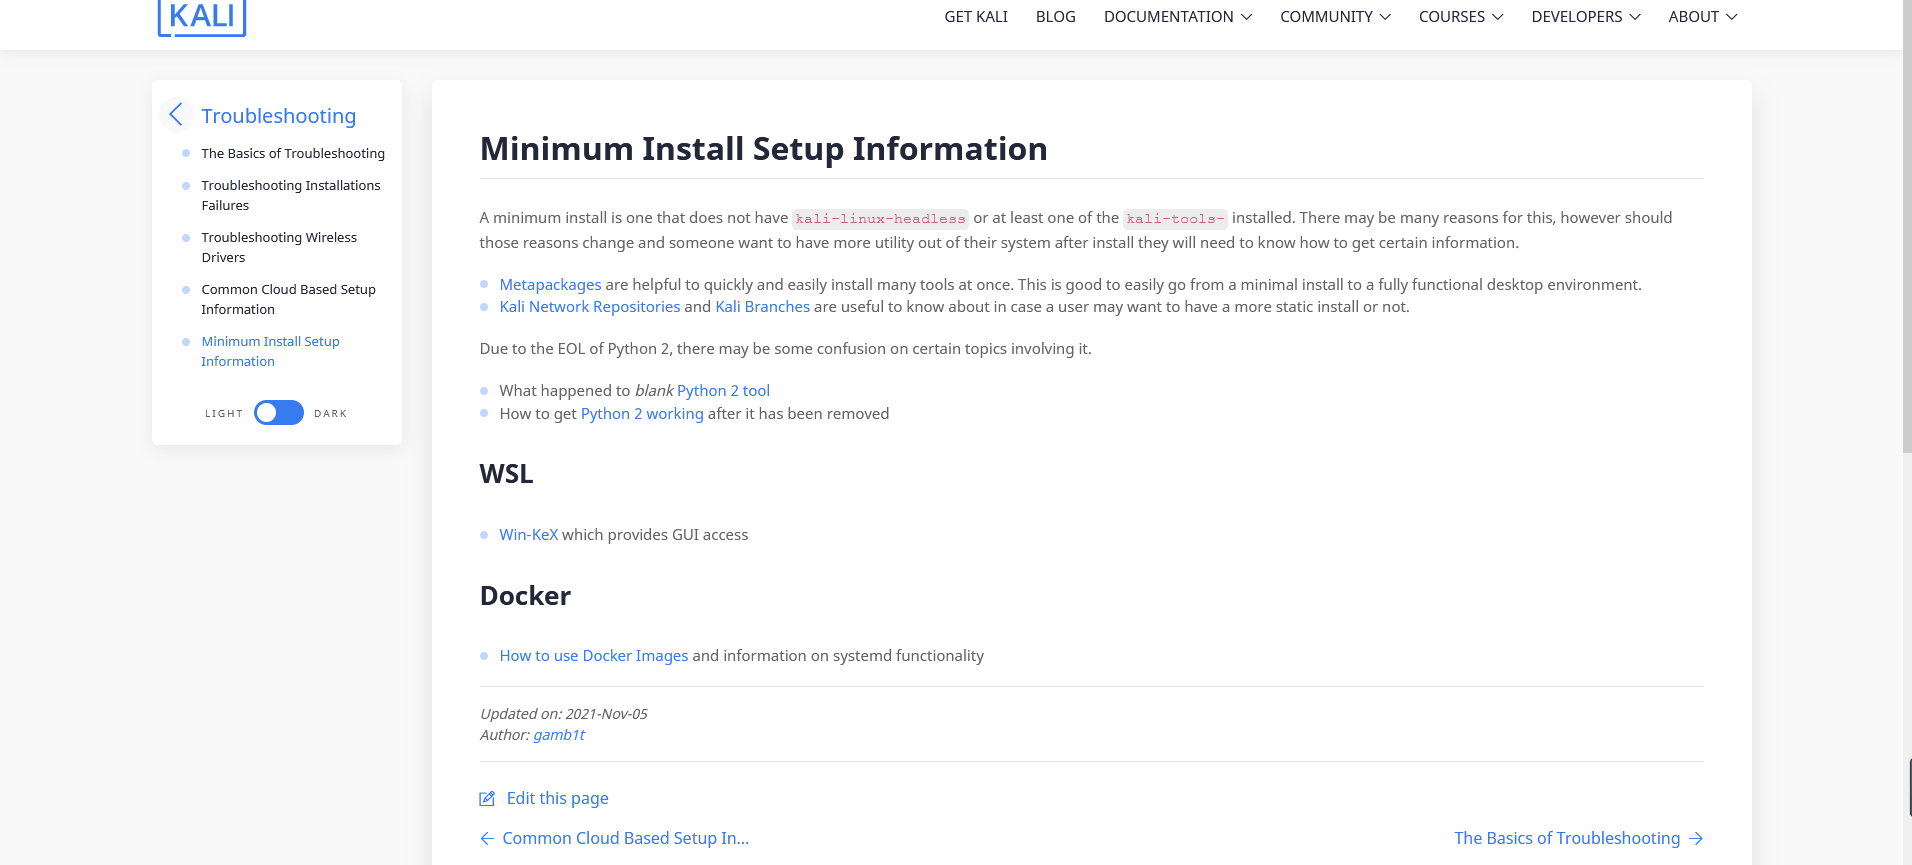 KALI
GET KALI BLOG DOCUMENTATION COMMUNITY COURSES DEVELOPERS ABOUT
Troubleshooting
The Basics of Troubleshooting
Troubleshooting Installations
Failures
Troubleshooting Wireless
Drivers
Common Cloud Based Setup
Information
Minimum Install Setup
Information
LIGHT DARK
Minimum Install Setup Information
A minimum install is one that does not have kali-linux-headless or at least one of the kali-tools- installed. There may be many reasons for this, however should
those reasons change and someone want to have more utility out of their system after install they will need to know how to get certain information.
Metapackages are helpful to quickly and easily install many tools at once. This is good to easily go from a minimal install to a fully functional desktop environment.
Kali Network Repositories and Kali Branches are useful to know about in case a user may want to have a more static install or not.
Due to the EOL of Python 2, there may be some confusion on certain topics involving it.
What happened to blank Python 2 tool
How to get Python 2 working after it has been removed
WSL
Win-KeX which provides GUI access
Docker
How to use Docker Images and information on systemd functionality
Updated on: 2021-Nov-05
Author: gamb1t
Edit this page
Common Cloud Based Setup In...
The Basics of Troubleshooting